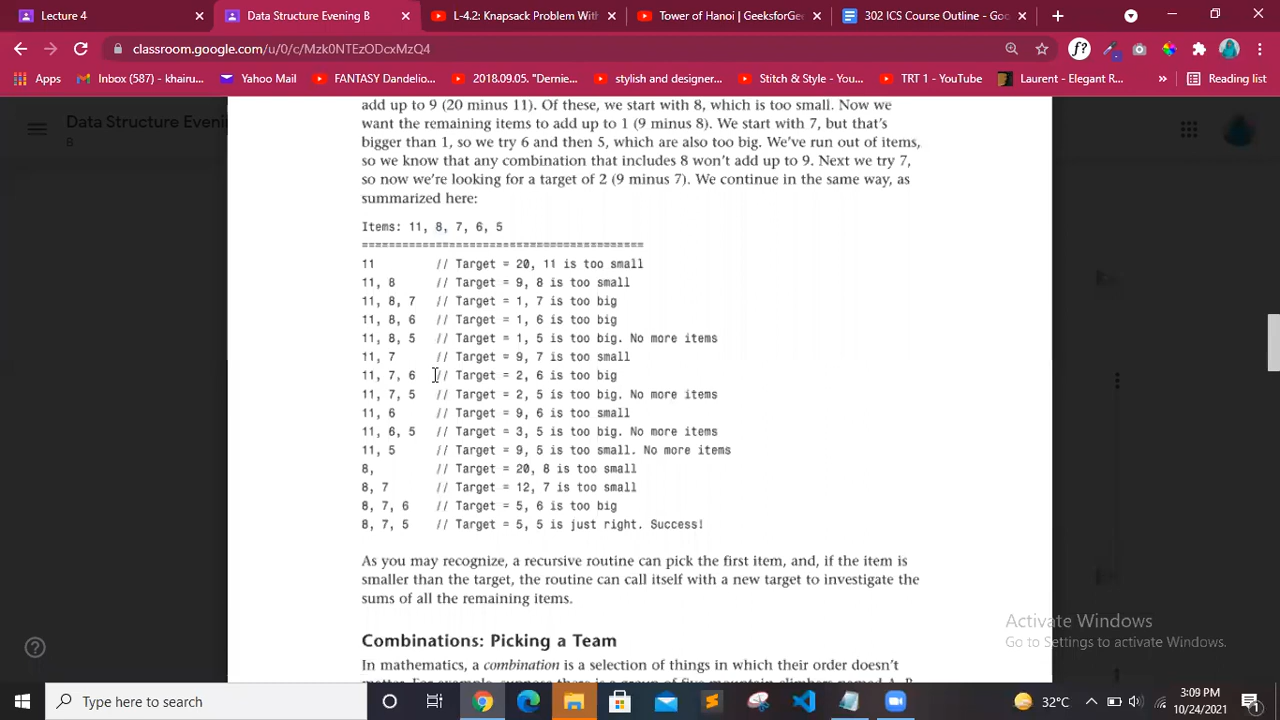 Lecture 4
Data Structure Evening B
L-4.2: Knapsack Problem With
Tower of Hanoi | GeeksforGe
302 ICS Course Outline - Goo
classroom.google.com/u/0/c/Mzk0NTEzODcxMzQ4
Apps
Inbox (587) - khairu...
Yahoo Mail
FANTASY Dandelio...
2018.09.05. "Dernie...
stylish and designer...
Stitch & Style - You...
TRT 1 - YouTube
Laurent - Elegant R...
Reading list
Data Structure Evenin
B
add up to 9 (20 minus 11). Of these, we start with 8, which is too small. Now we
want the remaining items to add up to 1 (9 minus 8). We start with 7, but that's
bigger than 1, so we try 6 and then 5, which are also too big. We've run out of items,
so we know that any combination that includes 8 won't add up to 9. Next we try 7,
so now we're looking for a target of 2 (9 minus 7). We continue in the same way, as
summarized here:
Items: 11, 8, 7, 6, 5
==========================================
11 // Target = 20, 11 is too small
11, 8 // Target = 9, 8 is too small
11, 8, 7 // Target = 1, 7 is too big
11, 8, 6 // Target = 1, 6 is too big
11, 8, 5 // Target = 1, 5 is too big. No more items
11, 7 // Target = 9, 7 is too small
11, 7, 6 // Target = 2, 6 is too big
11, 7, 5 // Target = 2, 5 is too big. No more items
11, 6 // Target = 9, 6 is too small
11, 6, 5 // Target = 3, 5 is too big. No more items
11, 5 // Target = 9, 5 is too small. No more items
8, // Target = 20, 8 is too small
8, 7 // Target = 12, 7 is too small
8, 7, 6 // Target = 5, 6 is too big
8, 7, 5 // Target = 5, 5 is just right. Success!
As you may recognize, a recursive routine can pick the first item, and, if the item is
smaller than the target, the routine can call itself with a new target to investigate the
sums of all the remaining items.
Combinations: Picking a Team
In mathematics, a combination is a selection of things in which their order doesn't
matter. For example, suppose there is a group of five mountain climbers named A, B
Activate Windows
Go to Settings to activate Windows.
Type here to search
32°C
3:09 PM
10/24/2021